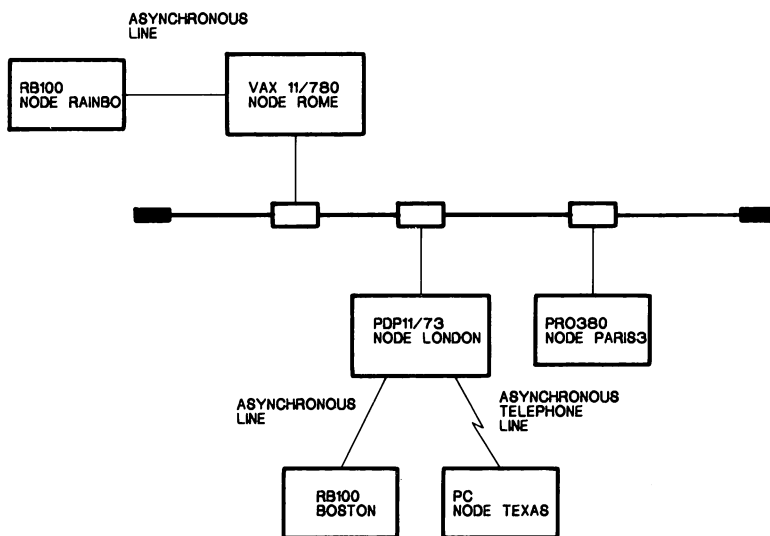 ASYNCHRONOUS
LINE
RB100
NODE RAINBO
VAX 11/780
NODE ROME
PDP11/73
NODE LONDON
PRO380
NODE PARIS3
ASYNCHRONOUS
LINE
ASYNCHRONOUS
TELEPHONE
LINE
RB100
BOSTON
PC
NODE TEXAS